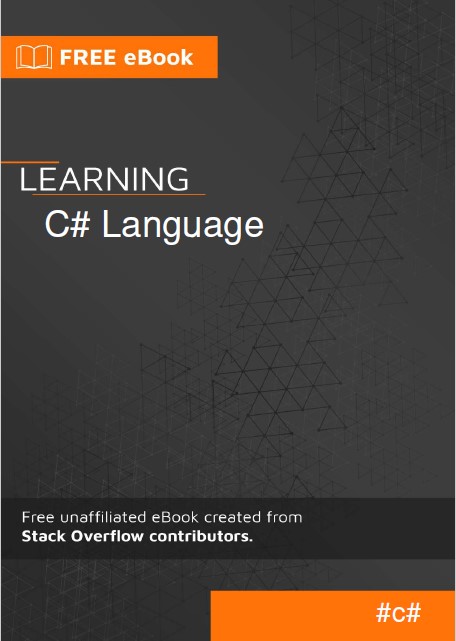 FREE eBook
LEARNING
C# Language
Free unaffiliated eBook created from
Stack Overflow contributors.
#c#